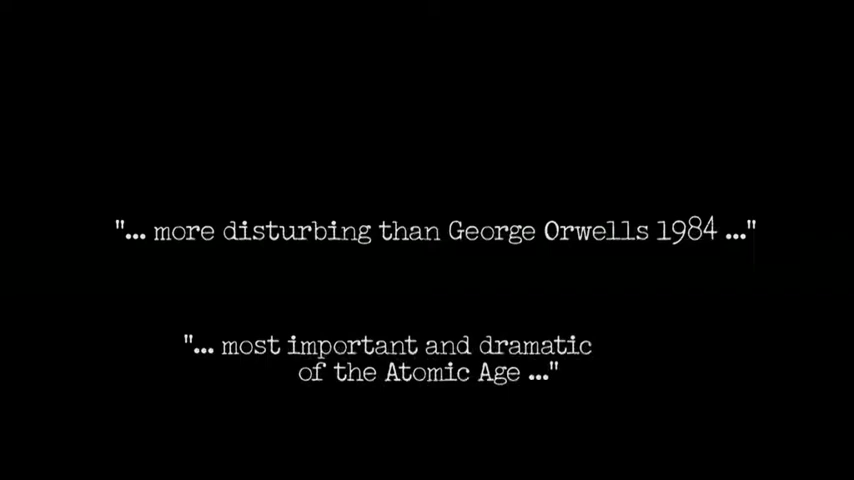 "... more disturbing than George Orwells 1984 ..."
"... most important and dramatic
of the Atomic Age ..."